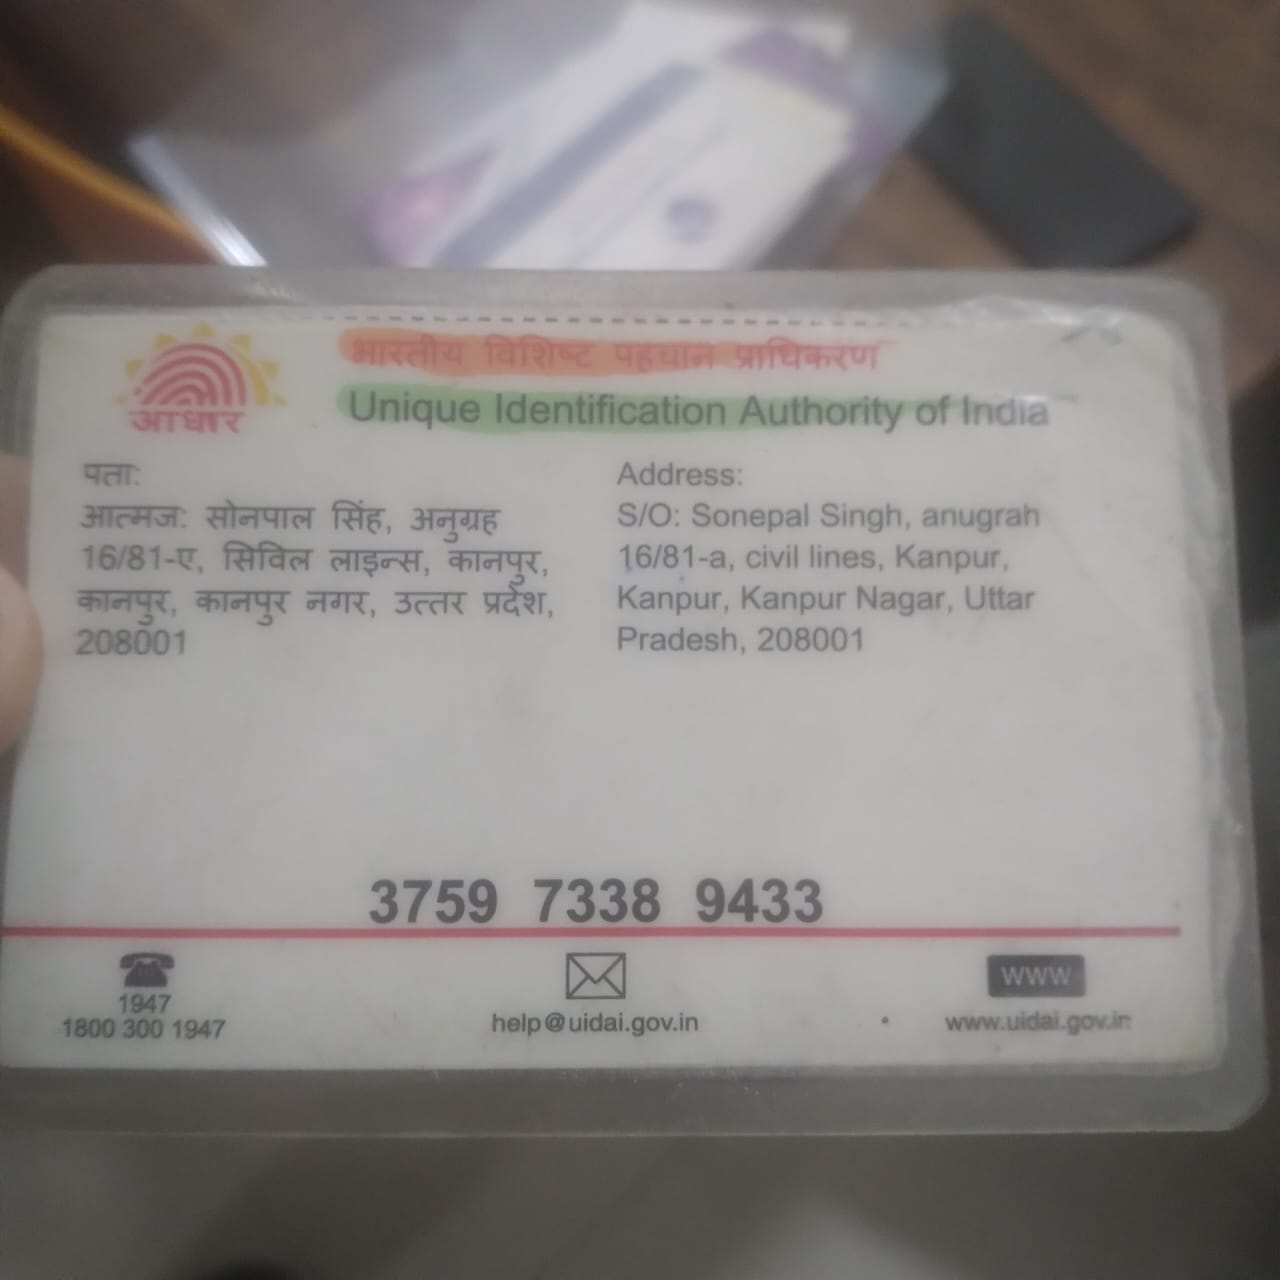 आधार
भारतीय विशिष्ट पहचान प्राधिकरण
Unique Identification Authority of India
पता:
आत्मज: सोनपाल सिंह, अनुग्रह
16/81-ए, सिविल लाइन्स, कानपुर,
कानपुर, कानपुर नगर, उत्तर प्रदेश,
208001
Address:
S/O: Sonepal Singh, anugrah
16/81-a, civil lines, Kanpur,
Kanpur, Kanpur Nagar, Uttar
Pradesh, 208001
3759 7338 9433
1947
1800 300 1947
help@uidai.gov.in
www
www.uidai.gov.in